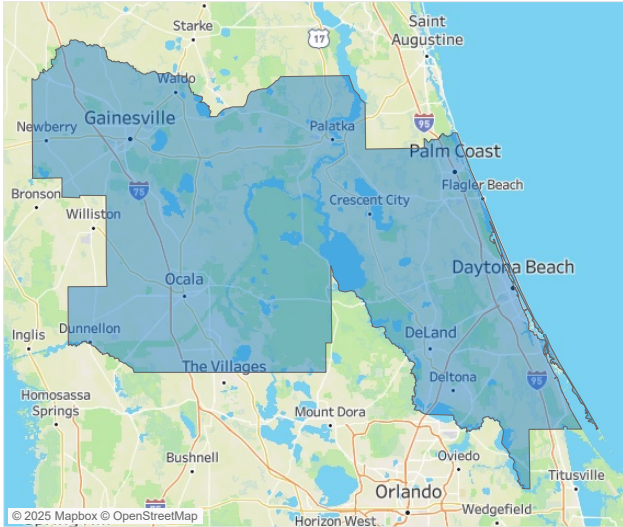 Saint
Augustine
Starke
17
Waldo
Gainesville
Newberry
Palatka
95
Palm Coast
Flagler Beach
75
Bronson
Crescent City
Williston
Daytona Beach
Ocala
Inglis
Dunnellon
DeLand
The Villages
Deltona
95
Homosassa
Springs
Mount Dora
Bushnell
Oviedo
Titusville
Orlando
Wedgefield
Horizon West
© 2025 Mapbox © OpenStreetMap